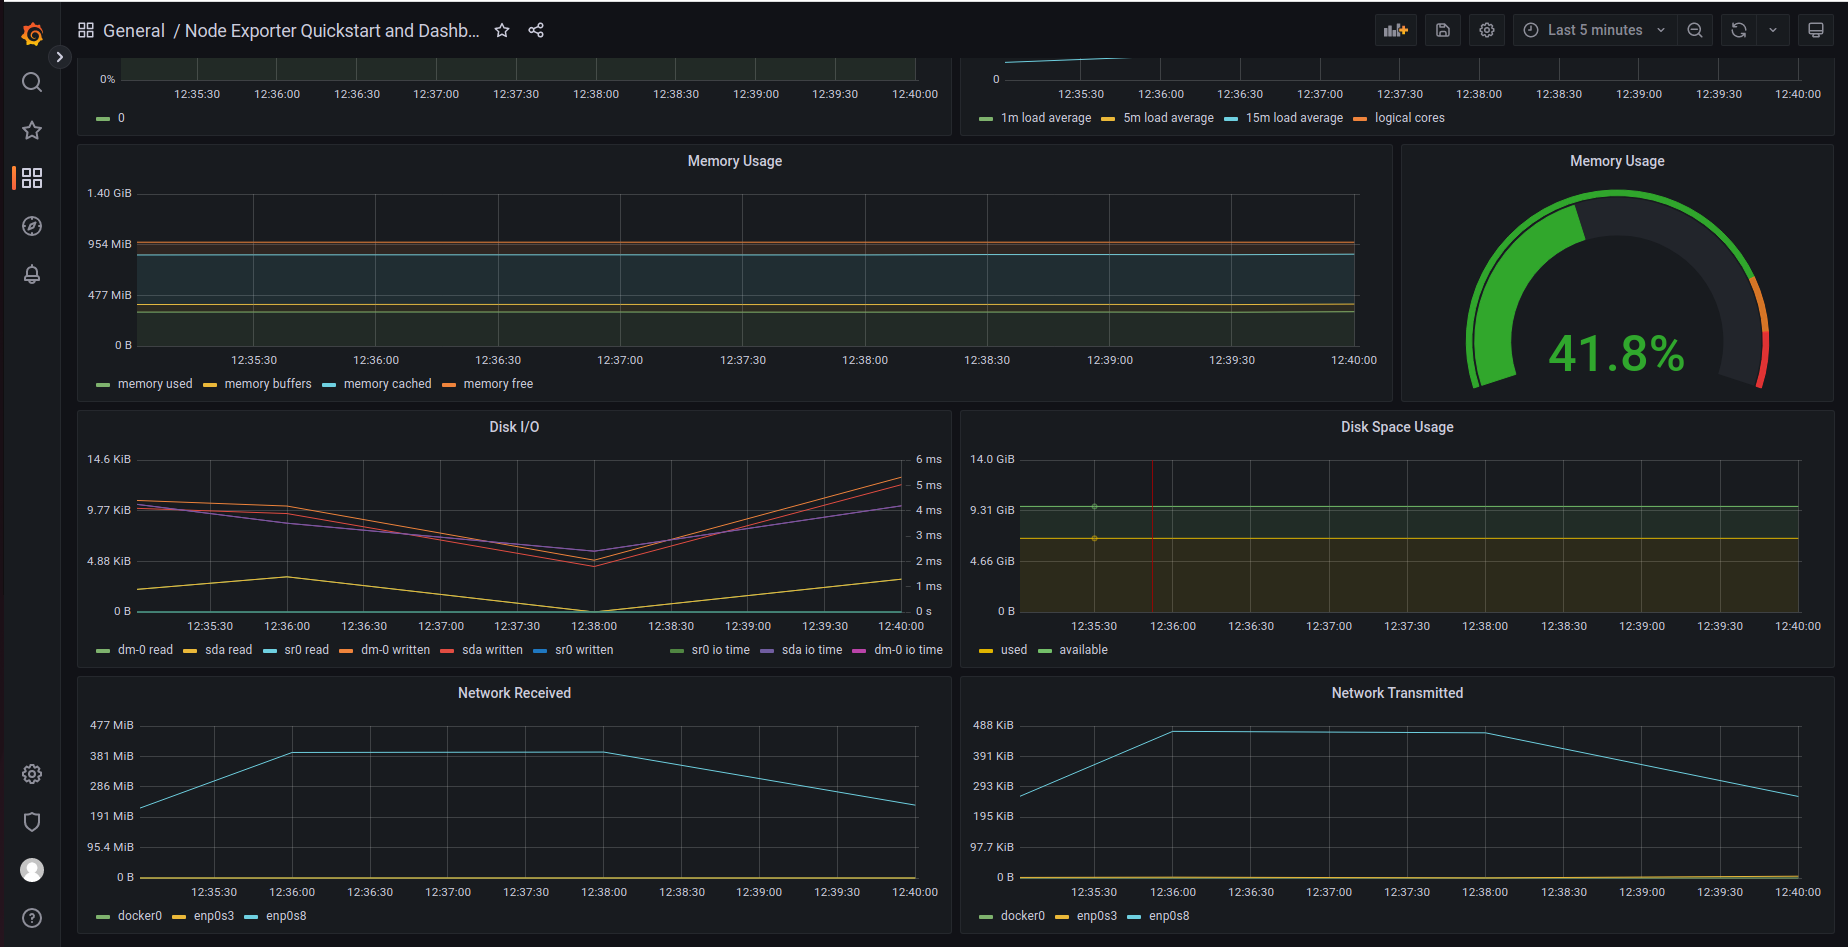 General / Node Exporter Quickstart and Dashb...
Last 5 minutes
0%
12:35:30 12:36:00 12:36:30 12:37:00 12:37:30 12:38:00 12:38:30 12:39:00 12:39:30 12:40:00
0
0
12:35:30 12:36:00 12:36:30 12:37:00 12:37:30 12:38:00 12:38:30 12:39:00 12:39:30 12:40:00
1m load average 5m load average 15m load average logical cores
Memory Usage
1.40 GiB
954 MiB
477 MiB
0 B
12:35:30 12:36:00 12:36:30 12:37:00 12:37:30 12:38:00 12:38:30 12:39:00 12:39:30 12:40:00
memory used memory buffers memory cached memory free
Memory Usage
41.8%
Disk I/O
14.6 KiB
9.77 KiB
4.88 KiB
0 B
6 ms
5 ms
4 ms
3 ms
2 ms
1 ms
0 s
12:35:30 12:36:00 12:36:30 12:37:00 12:37:30 12:38:00 12:38:30 12:39:00 12:39:30 12:40:00
dm-0 read sda read sr0 read dm-0 written sda written sr0 written sr0 io time sda io time dm-0 io time
Disk Space Usage
14.0 GiB
9.31 GiB
4.66 GiB
0 B
12:35:30 12:36:00 12:36:30 12:37:00 12:37:30 12:38:00 12:38:30 12:39:00 12:39:30 12:40:00
used available
Network Received
477 MiB
381 MiB
286 MiB
191 MiB
95.4 MiB
0 B
12:35:30 12:36:00 12:36:30 12:37:00 12:37:30 12:38:00 12:38:30 12:39:00 12:39:30 12:40:00
docker0 enp0s3 enp0s8
Network Transmitted
488 KiB
391 KiB
293 KiB
195 KiB
97.7 KiB
0 B
12:35:30 12:36:00 12:36:30 12:37:00 12:37:30 12:38:00 12:38:30 12:39:00 12:39:30 12:40:00
docker0 enp0s3 enp0s8